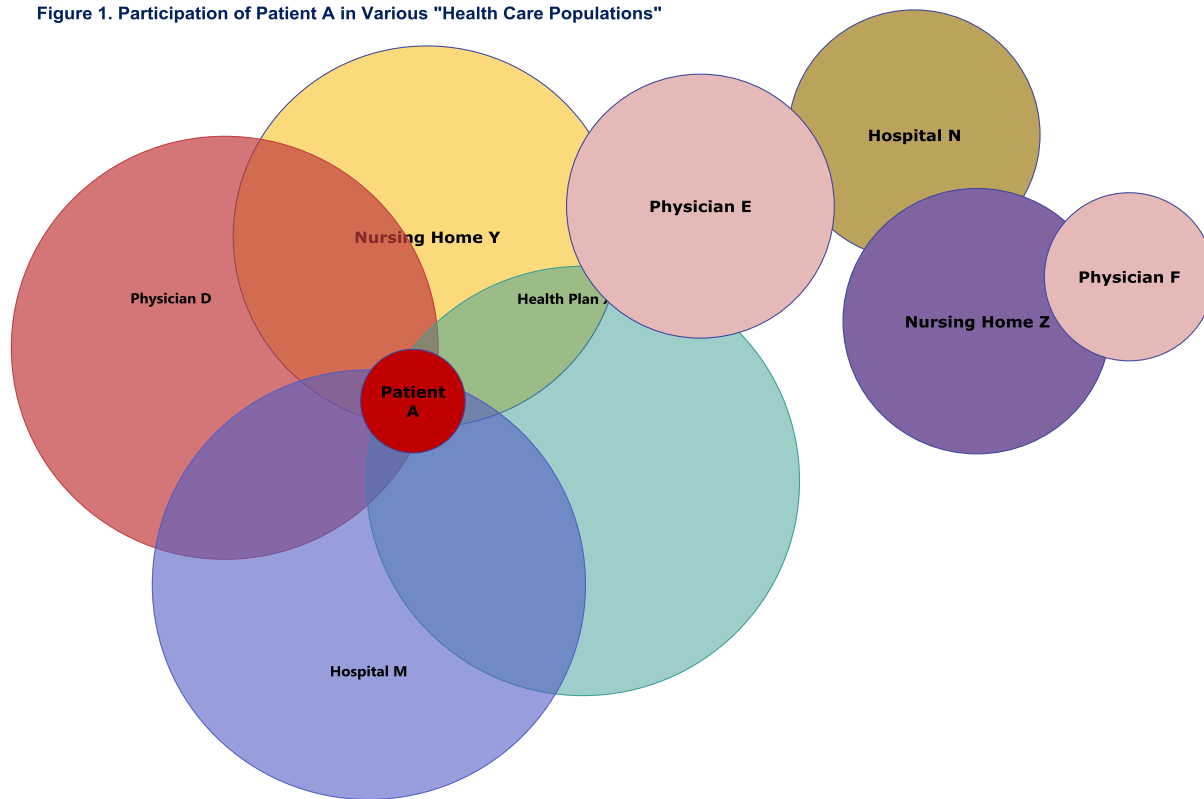 Figure 1. Participation of Patient A in Various "Health Care Populations"
Hospital N
Physician E
Nursing Home Y
Physician F
Physician D
Health Plan
Nursing Home Z
Patient
A
Hospital M